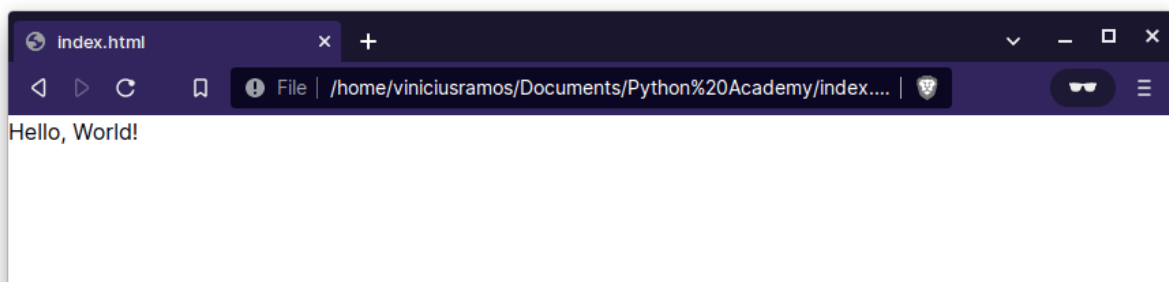 index.html
File /home/viniciusramos/Documents/Python%20Academy/index....
Hello, World!